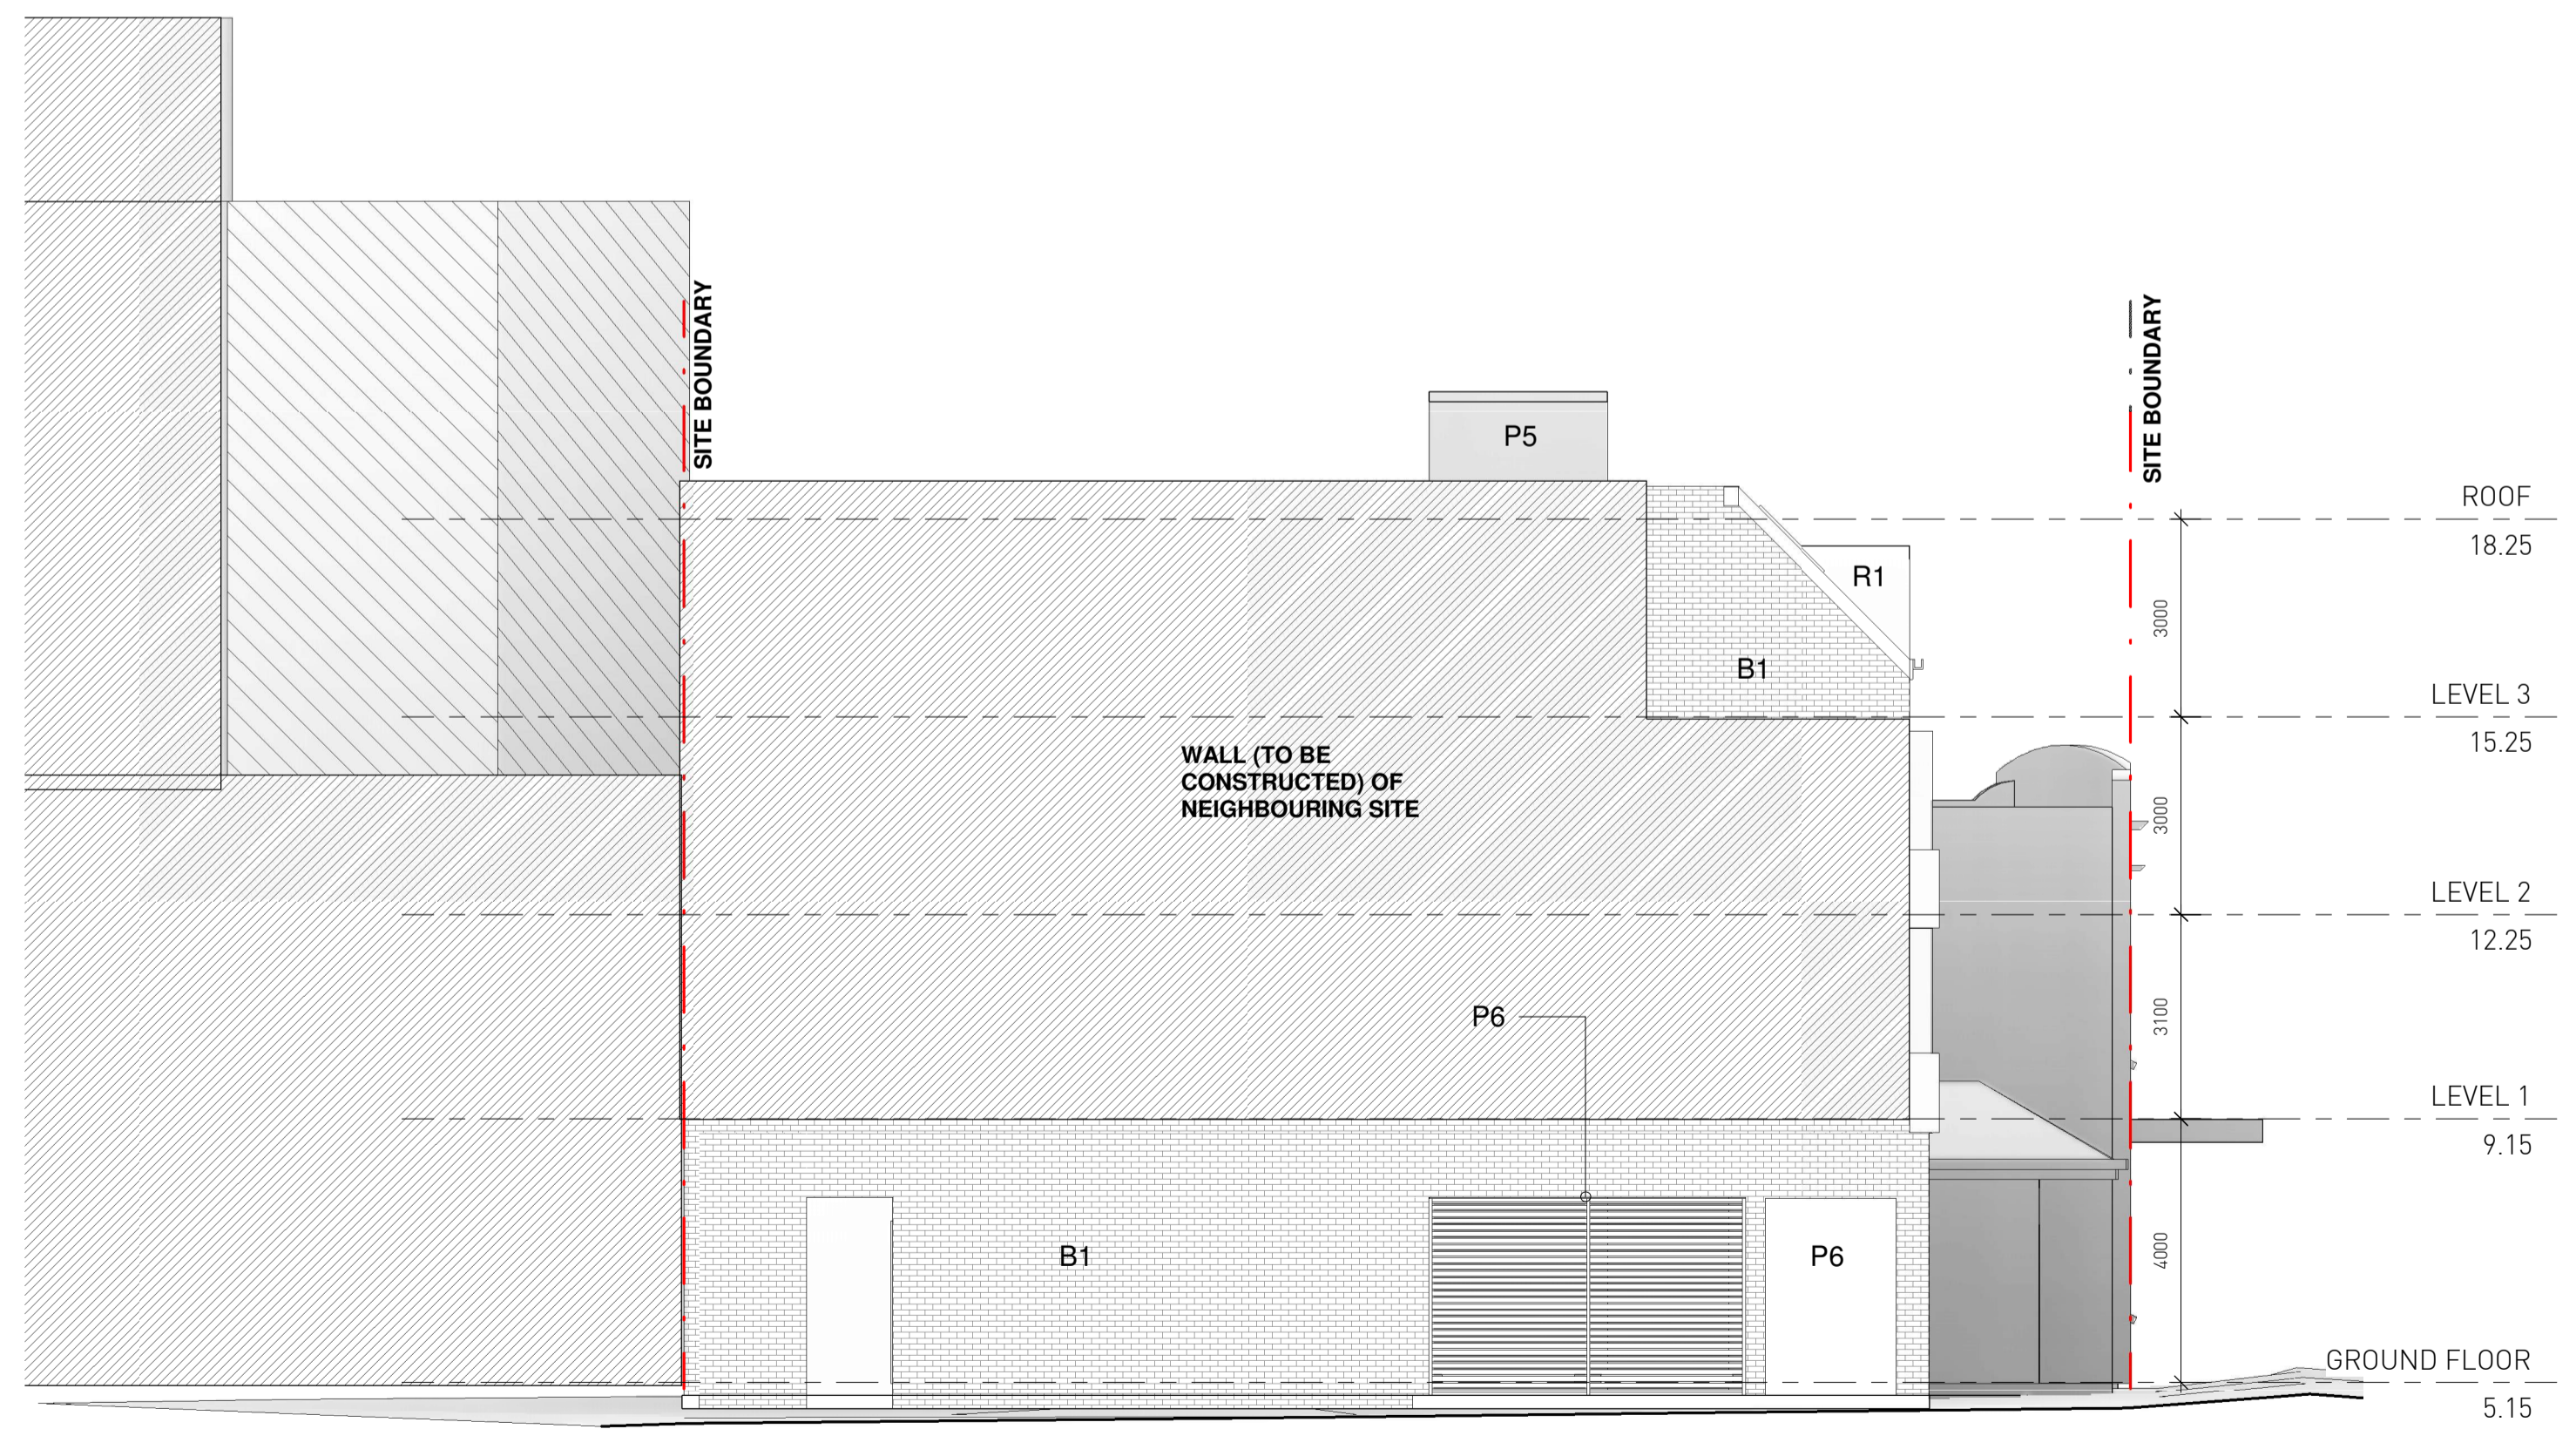 SITE BOUNDARY
SITE BOUNDARY
P5
ROOF
18.25
R1
3000
B1
LEVEL 3
15.25
WALL (TO BE
CONSTRUCTED) OF
NEIGHBOURING SITE
3000
LEVEL 2
12.25
P6
3100
LEVEL 1
9.15
B1
P6
4000
GROUND FLOOR
5.15